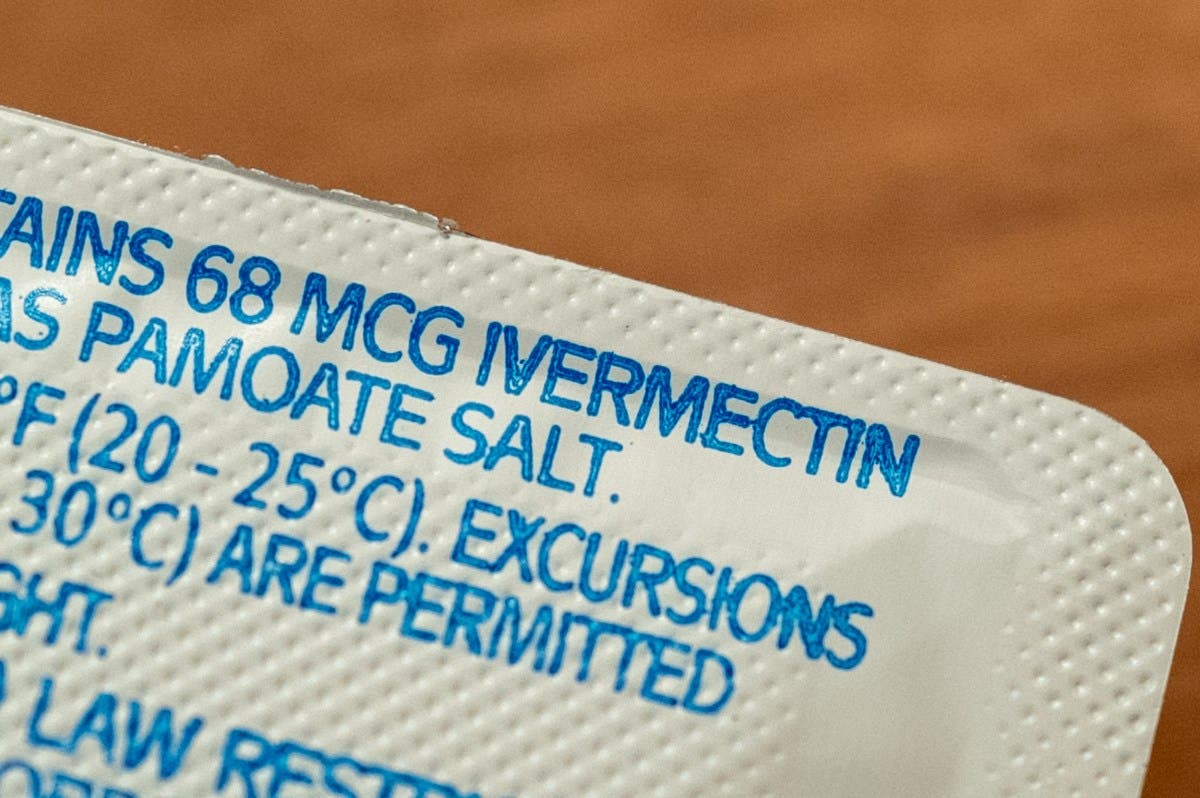 TAINS 68 MCG IVERMECTIN
AS PAMOATE SALT.
°F (20 - 25°C). EXCURSIONS
30°C) ARE PERMITTED
GHT.
LAW